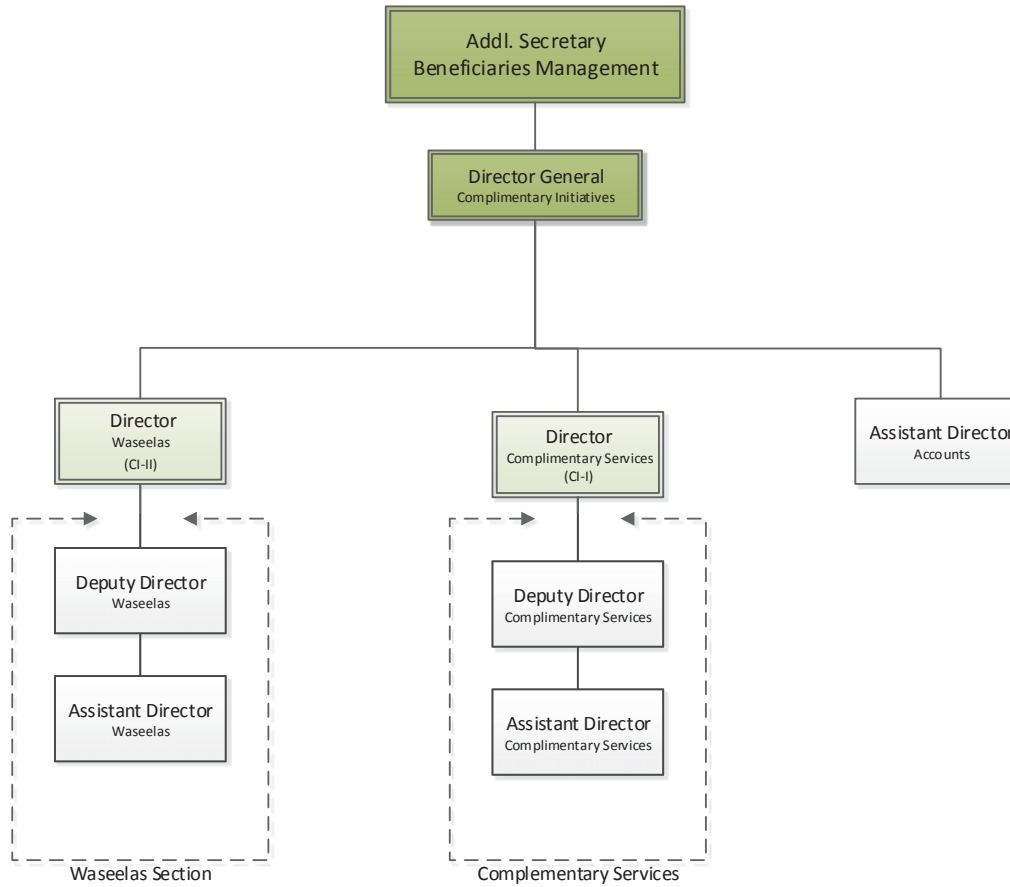 Addl. Secretary
Beneficiaries Management
Director General
Complimentary Initiatives
Director
Waseelas
(CI-II)
Director
Complimentary Services
(CI-I)
Assistant Director
Accounts
Deputy Director
Waseelas
Deputy Director
Complimentary Services
Assistant Director
Waseelas
Assistant Director
Complimentary Services
Waseelas Section
Complementary Services